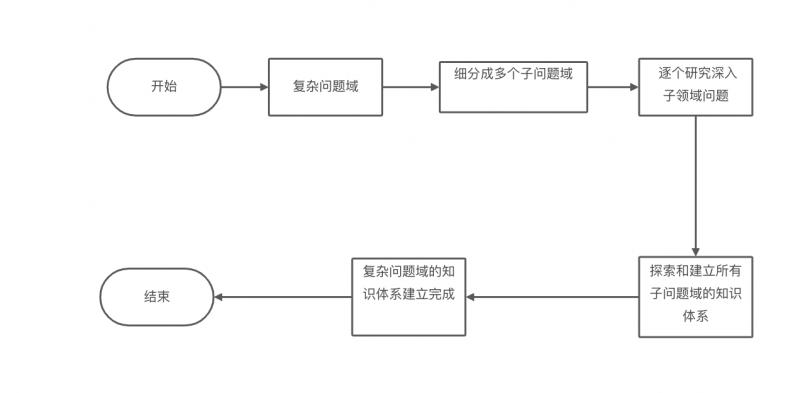 开始
复杂问题域
细分成多个子问题域
逐个研究深入
子领域问题
探索和建立所有
子问题域的知识
体系
复杂问题域的知
识体系建立完成
结束